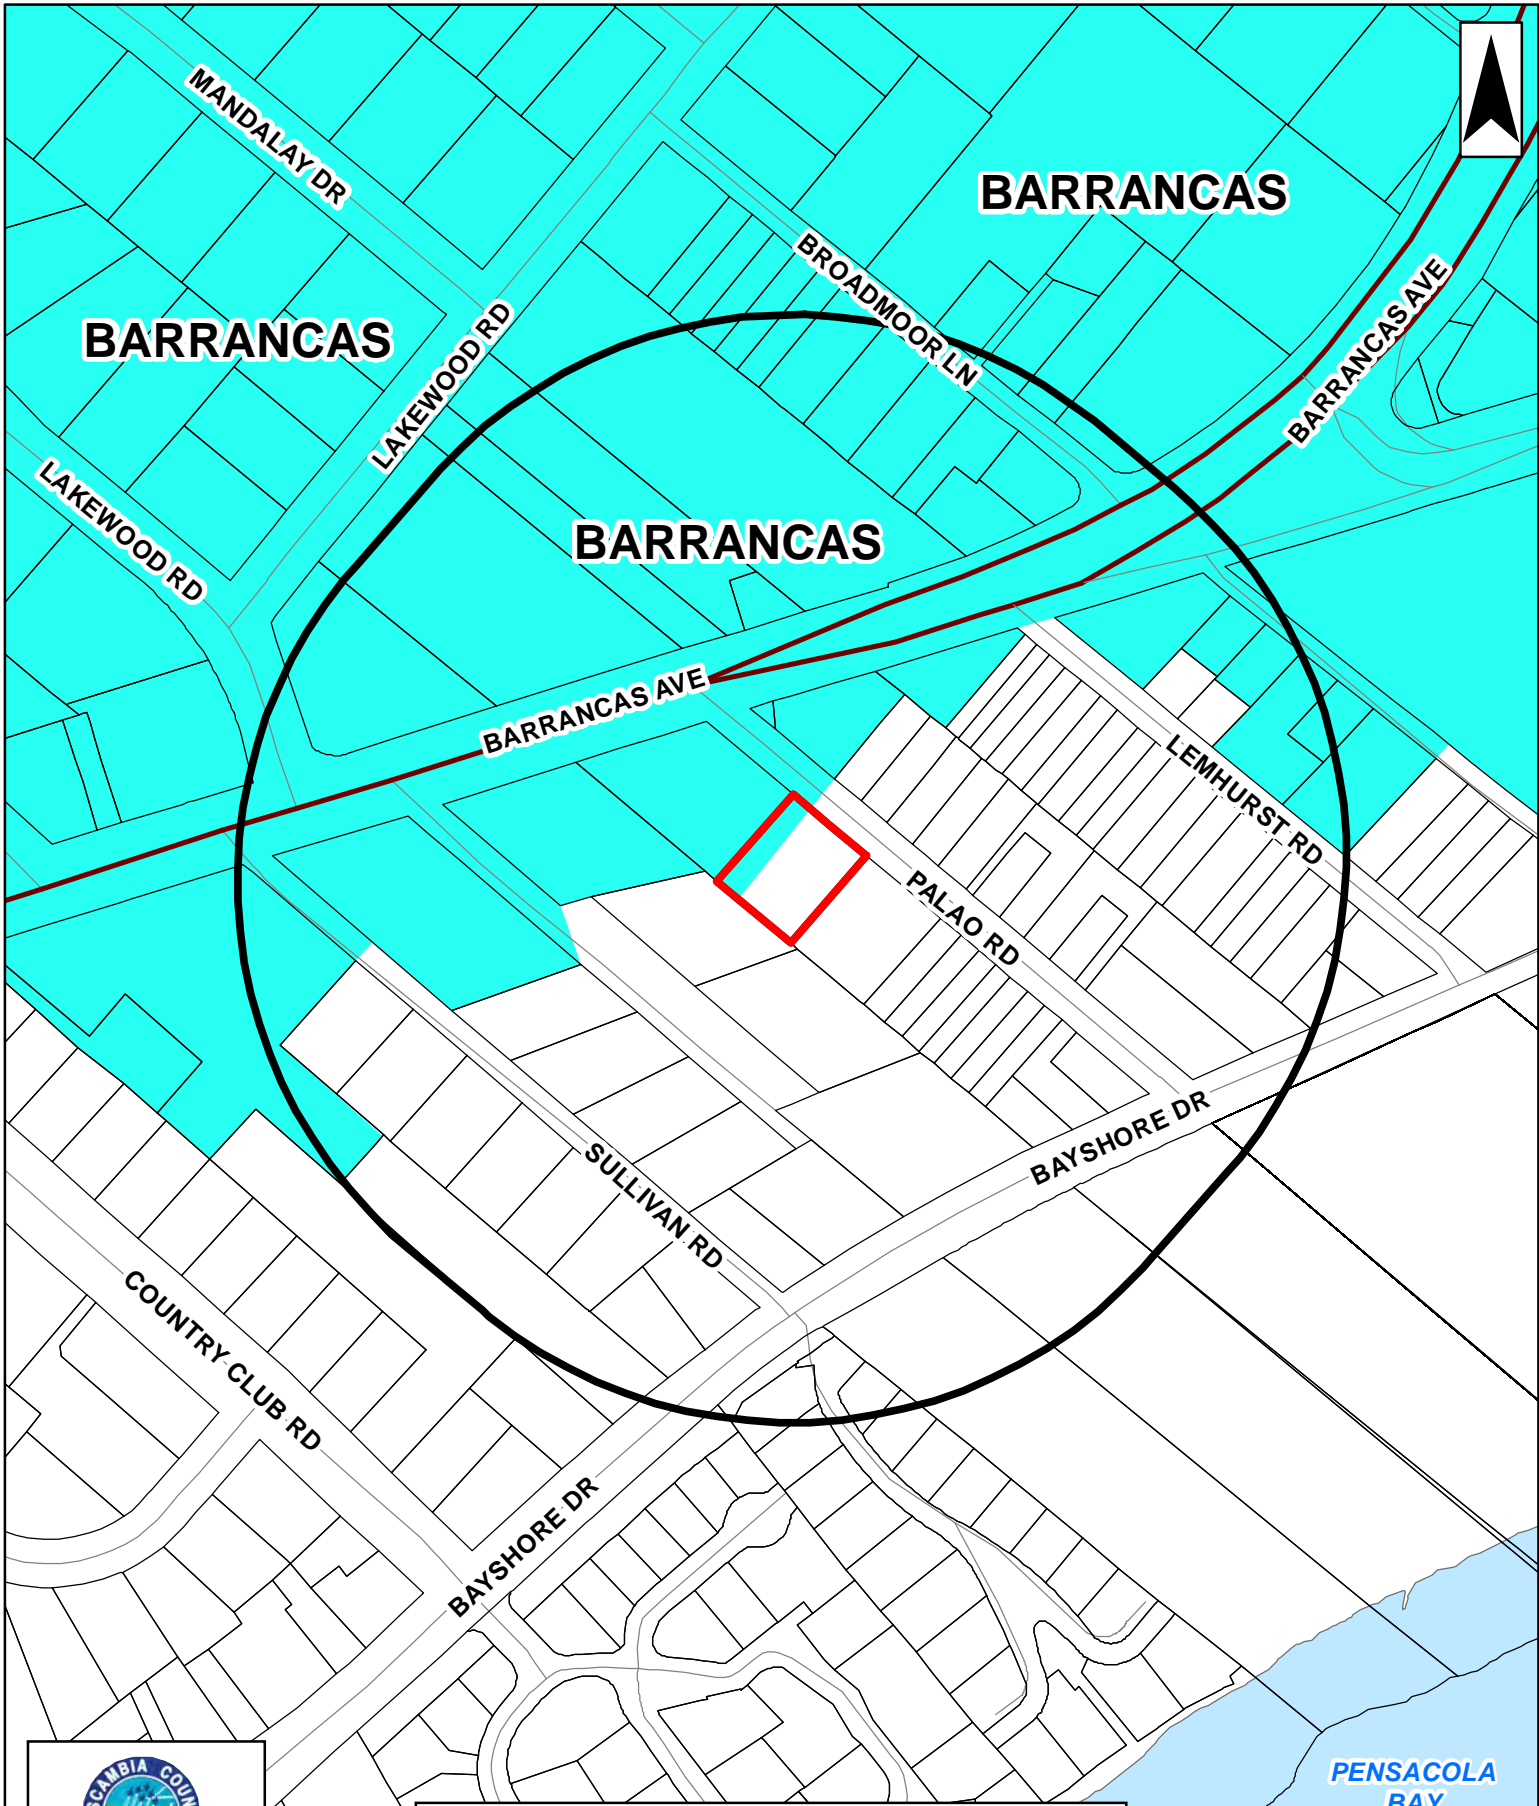 MANDALAY DR
BARRANCAS
BROADMOOR LN
BARRANCAS AVE
BARRANCAS
LAKEWOOD RD
LAKEWOOD RD
BARRANCAS
BARRANCAS AVE
LEMHURST RD
PALAO RD
BAYSHORE DR
SULLIVAN RD
COUNTRY CLUB RD
BAYSHORE DR
PENSACOLA
BAY